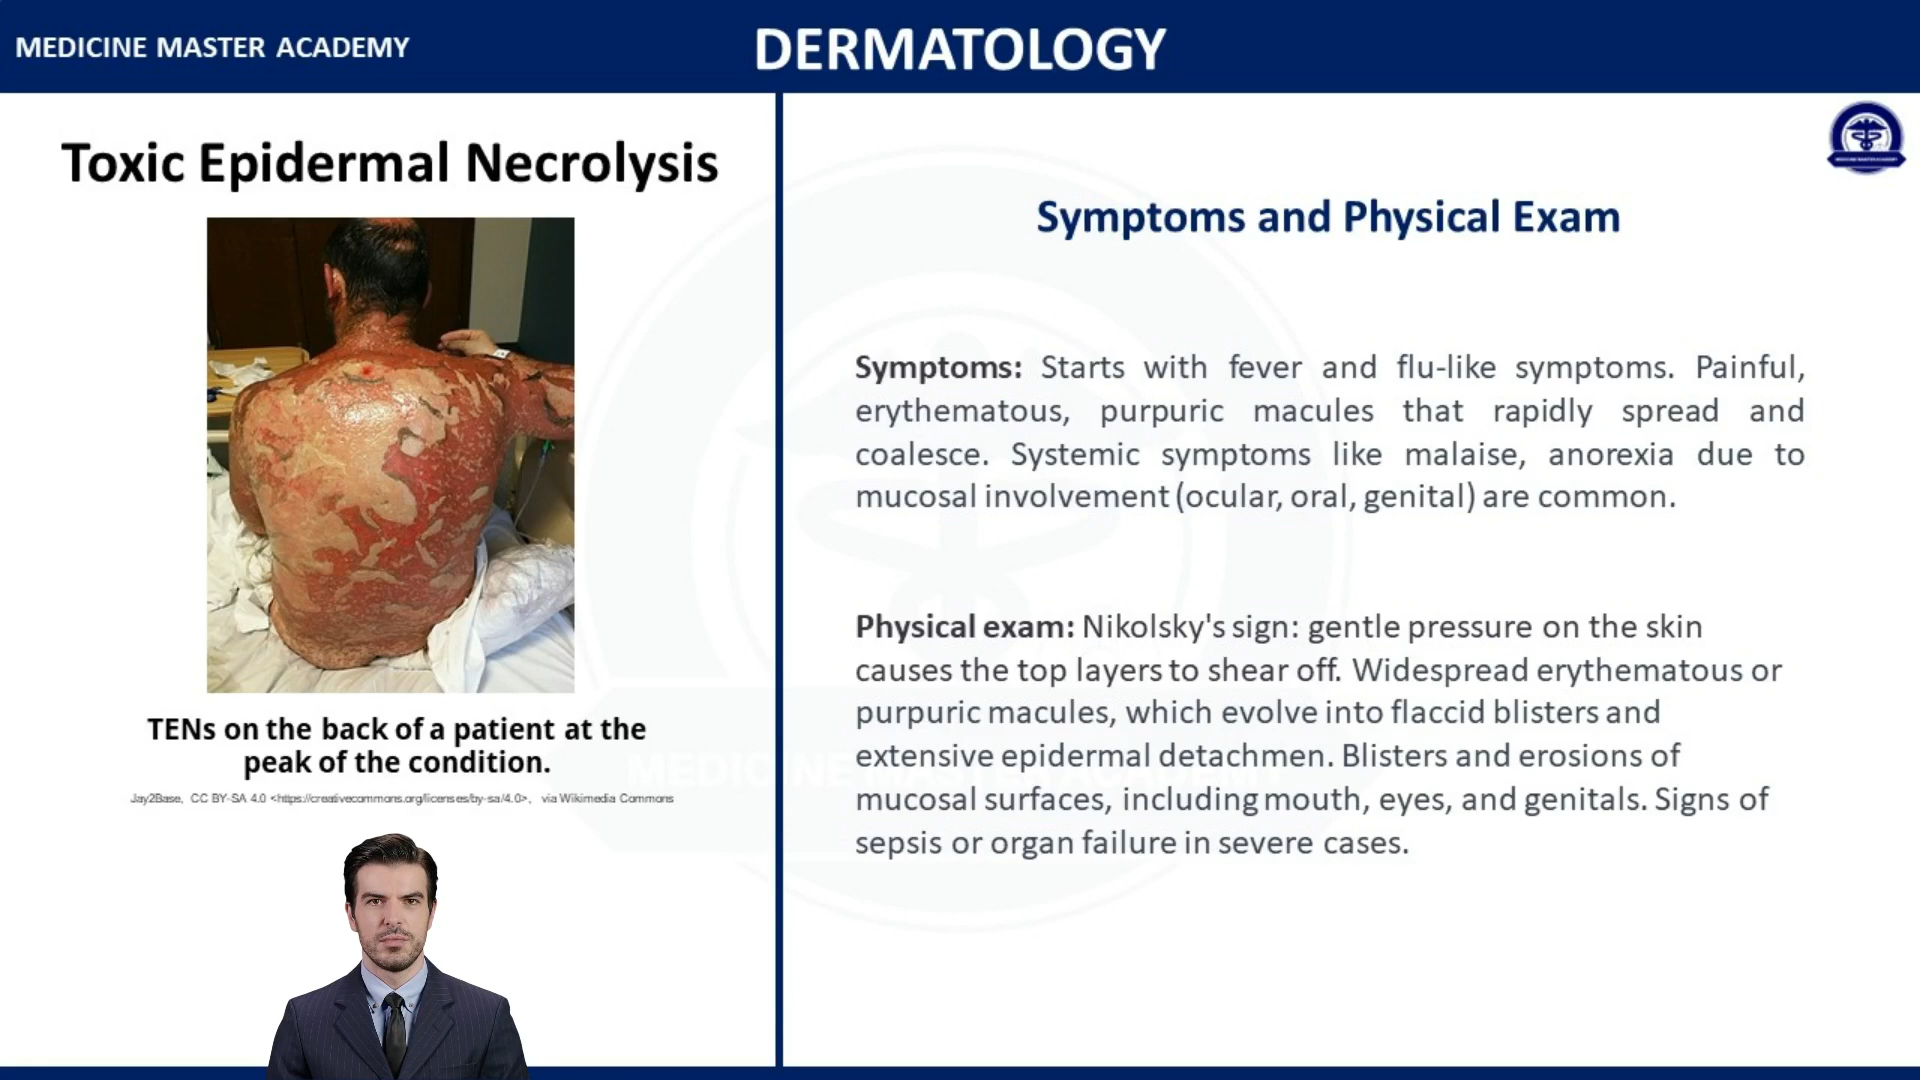 MEDICINE MASTER ACADEMY
DERMATOLOGY
Toxic Epidermal Necrolysis
TENs on the back of a patient at the
peak of the condition.
Jay2Base, CC BY-SA 4.0 <https://creativecommons.org/licenses/by-sa/4.0>, via Wikimedia Commons
MEDICINE MASTER ACADEMY
Symptoms and Physical Exam
Symptoms: Starts with fever and flu-like symptoms. Painful,
erythematous, purpuric macules that rapidly spread and
coalesce. Systemic symptoms like malaise, anorexia due to
mucosal involvement (ocular, oral, genital) are common.
Physical exam: Nikolsky's sign: gentle pressure on the skin
causes the top layers to shear off. Widespread erythematous or
purpuric macules, which evolve into flaccid blisters and
extensive epidermal detachmen. Blisters and erosions of
mucosal surfaces, including mouth, eyes, and genitals. Signs of
sepsis or organ failure in severe cases.
MEDICINE MASTER ACADEMY